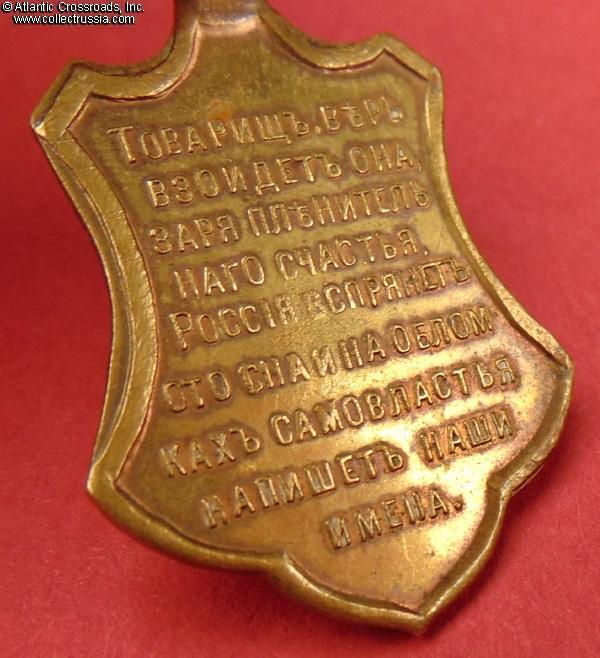 © Atlantic Crossroads, Inc.
www.collectrussia.com
ТОВАРИЩЪ, ВѢРЬ
ВЗОЙДЕТЪ ОНА,
ЗАРЯ ПЛѢНИТЕЛЬ
НАГО СЧАСТЬЯ,
РОССІЯ ВСПРЯНЕТЪ
ОТО СНА И НА ОБЛОМ-
КАХЪ САМОВЛАСТЬЯ
НАПИШЕТЪ НАШИ
ИМЕНА.